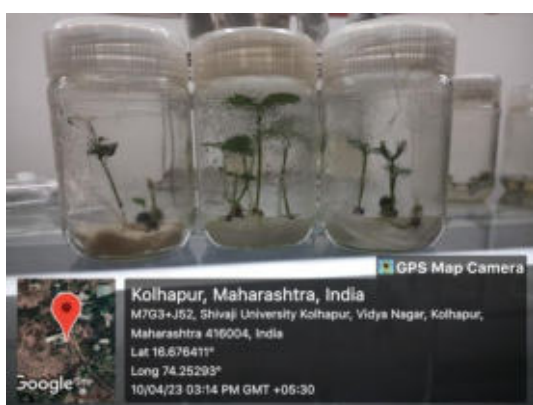 GPS Map Camera
Kolhapur, Maharashtra, India
M7G3+J52, Shivaji University Kolhapur, Vidya Nagar, Kolhapur,
Maharashtra 416004, India
Lat 16.676411°
Long 74.25293°
10/04/23 03:14 PM GMT +05:30
Google